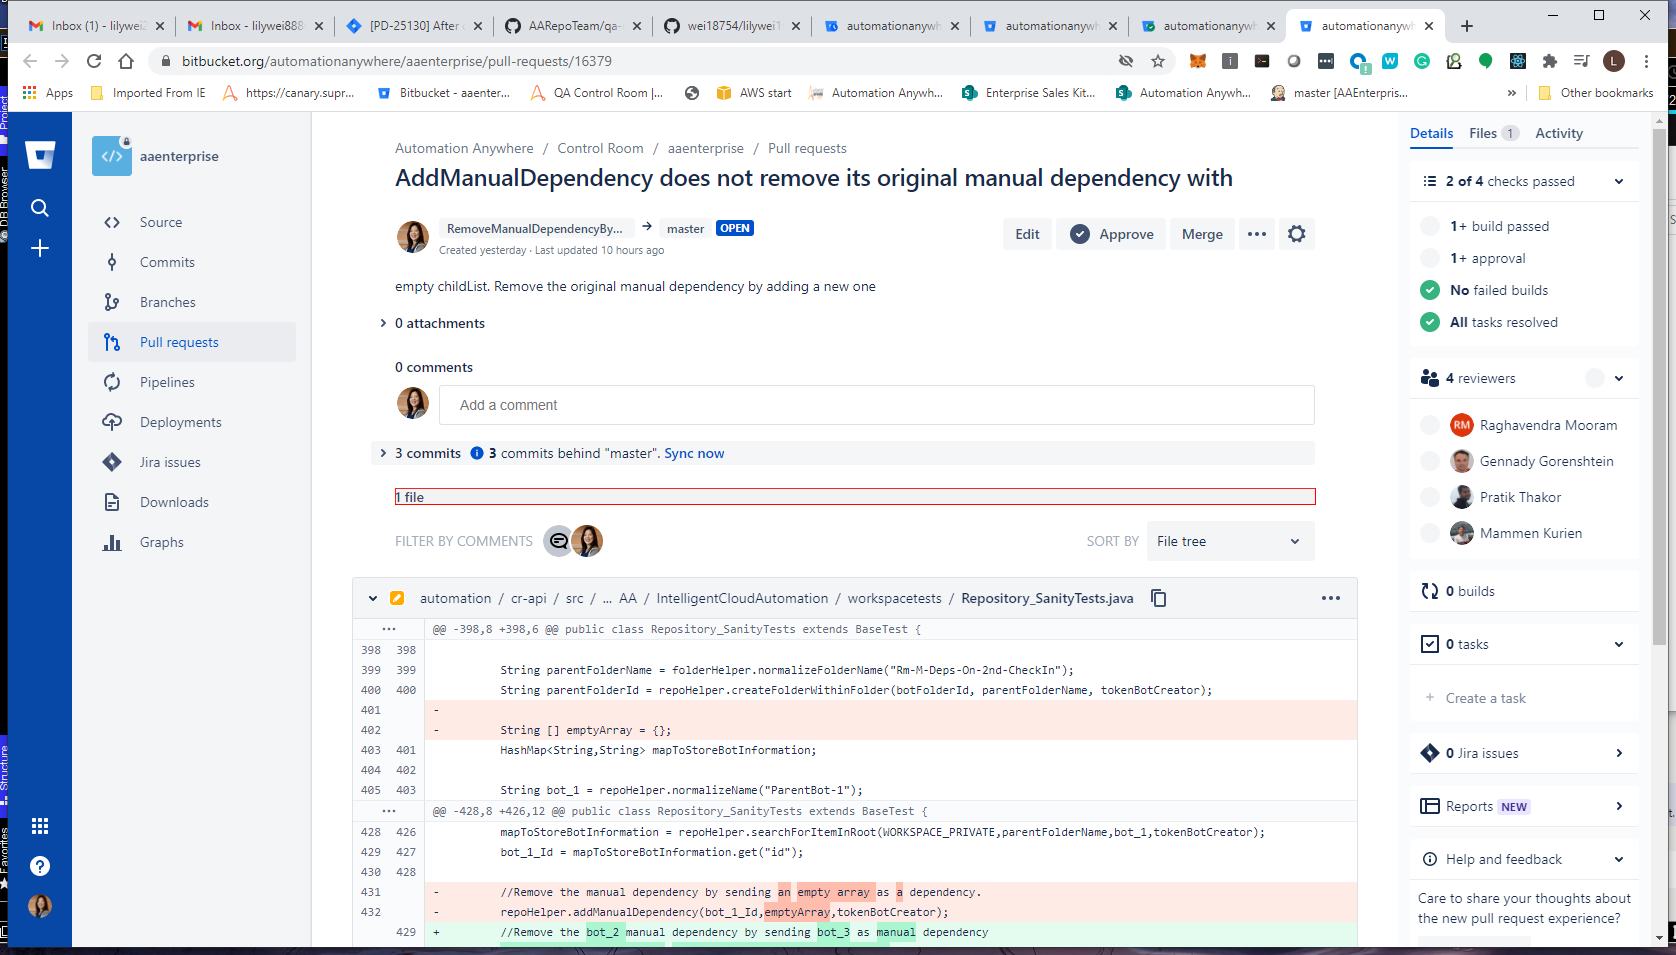 Inbox (1) - lilywei2
Inbox - lilywei888
[PD-25130] After c
AARepoTeam/qa-
wei18754/lilywei1
automationanywh
automationanywh
automationanywh
automationanywh
bitbucket.org/automationanywhere/aaenterprise/pull-requests/16379
Apps
Imported From IE
https://canary.supr...
Bitbucket - aaenter...
QA Control Room |...
AWS start
Automation Anywh...
Enterprise Sales Kit...
Automation Anywh...
master [AAEnterpris...
»
Other bookmarks
aaenterprise
Source
Commits
Branches
Pull requests
Pipelines
Deployments
Jira issues
Downloads
Graphs
Automation Anywhere / Control Room / aaenterprise / Pull requests
AddManualDependency does not remove its original manual dependency with
RemoveManualDependencyBy... → master OPEN
Created yesterday · Last updated 10 hours ago
Edit
Approve
Merge
empty childList. Remove the original manual dependency by adding a new one
0 attachments
0 comments
Add a comment
3 commits 3 commits behind "master". Sync now
1 file
FILTER BY COMMENTS
SORT BY File tree
automation / cr-api / src / ... AA / IntelligentCloudAutomation / workspacetests / Repository_SanityTests.java
... @@ -398,8 +398,6 @@ public class Repository_SanityTests extends BaseTest {
398 398
399 399 String parentFolderName = folderHelper.normalizeFolderName("Rm-M-Deps-On-2nd-CheckIn");
400 400 String parentFolderId = repoHelper.createFolderWithinFolder(botFolderId, parentFolderName, tokenBotCreator);
401 -
402 - String [] emptyArray = {};
403 401 HashMap<String,String> mapToStoreBotInformation;
404 402
405 403 String bot_1 = repoHelper.normalizeName("ParentBot-1");
... @@ -428,8 +426,12 @@ public class Repository_SanityTests extends BaseTest {
428 426 mapToStoreBotInformation = repoHelper.searchForItemInRoot(WORKSPACE_PRIVATE,parentFolderName,bot_1,tokenBotCreator);
429 427 bot_1_Id = mapToStoreBotInformation.get("id");
430 428
431 - //Remove the manual dependency by sending an empty array as a dependency.
432 - repoHelper.addManualDependency(bot_1_Id,emptyArray,tokenBotCreator);
429 + //Remove the bot_2 manual dependency by sending bot_3 as manual dependency
Details
Files 1
Activity
2 of 4 checks passed
1+ build passed
1+ approval
No failed builds
All tasks resolved
4 reviewers
RM Raghavendra Mooram
Gennady Gorenshtein
Pratik Thakor
Mammen Kurien
0 builds
0 tasks
+ Create a task
0 Jira issues
Reports NEW
Help and feedback
Care to share your thoughts about
the new pull request experience?
Project
DB Browser
Structure
Favorites